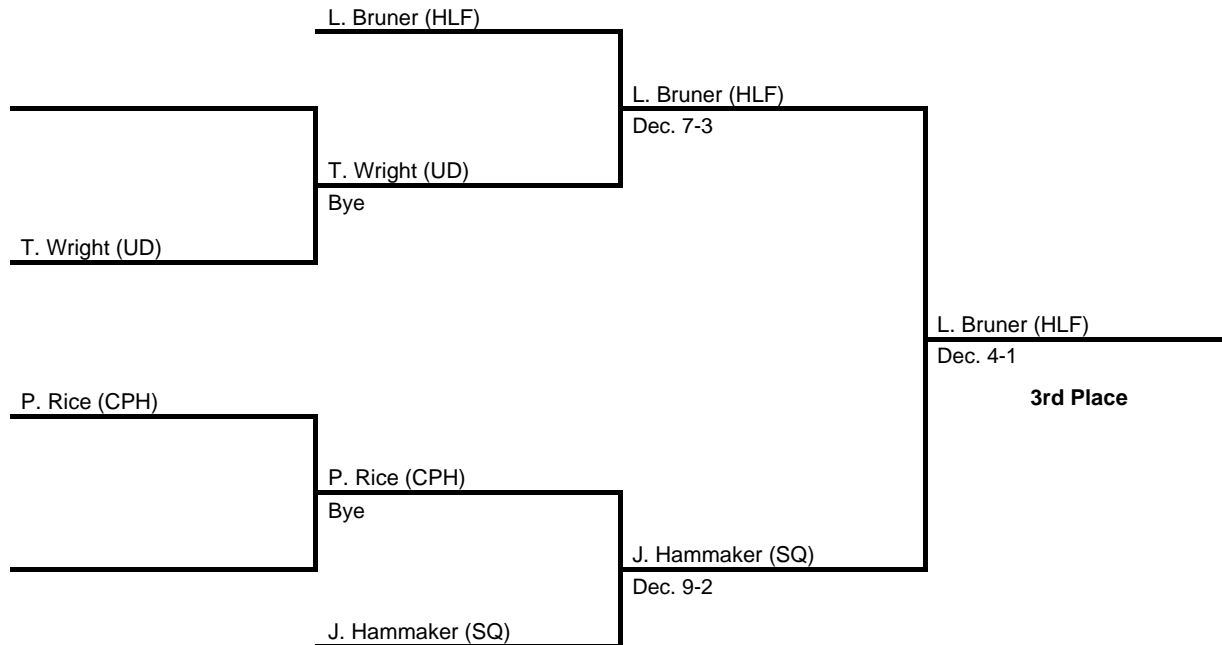 L. Bruner (HLF)
L. Bruner (HLF)
Dec. 7-3
T. Wright (UD)
Bye
T. Wright (UD)
L. Bruner (HLF)
Dec. 4-1
3rd Place
P. Rice (CPH)
P. Rice (CPH)
Bye
J. Hammaker (SQ)
Dec. 9-2
J. Hammaker (SQ)